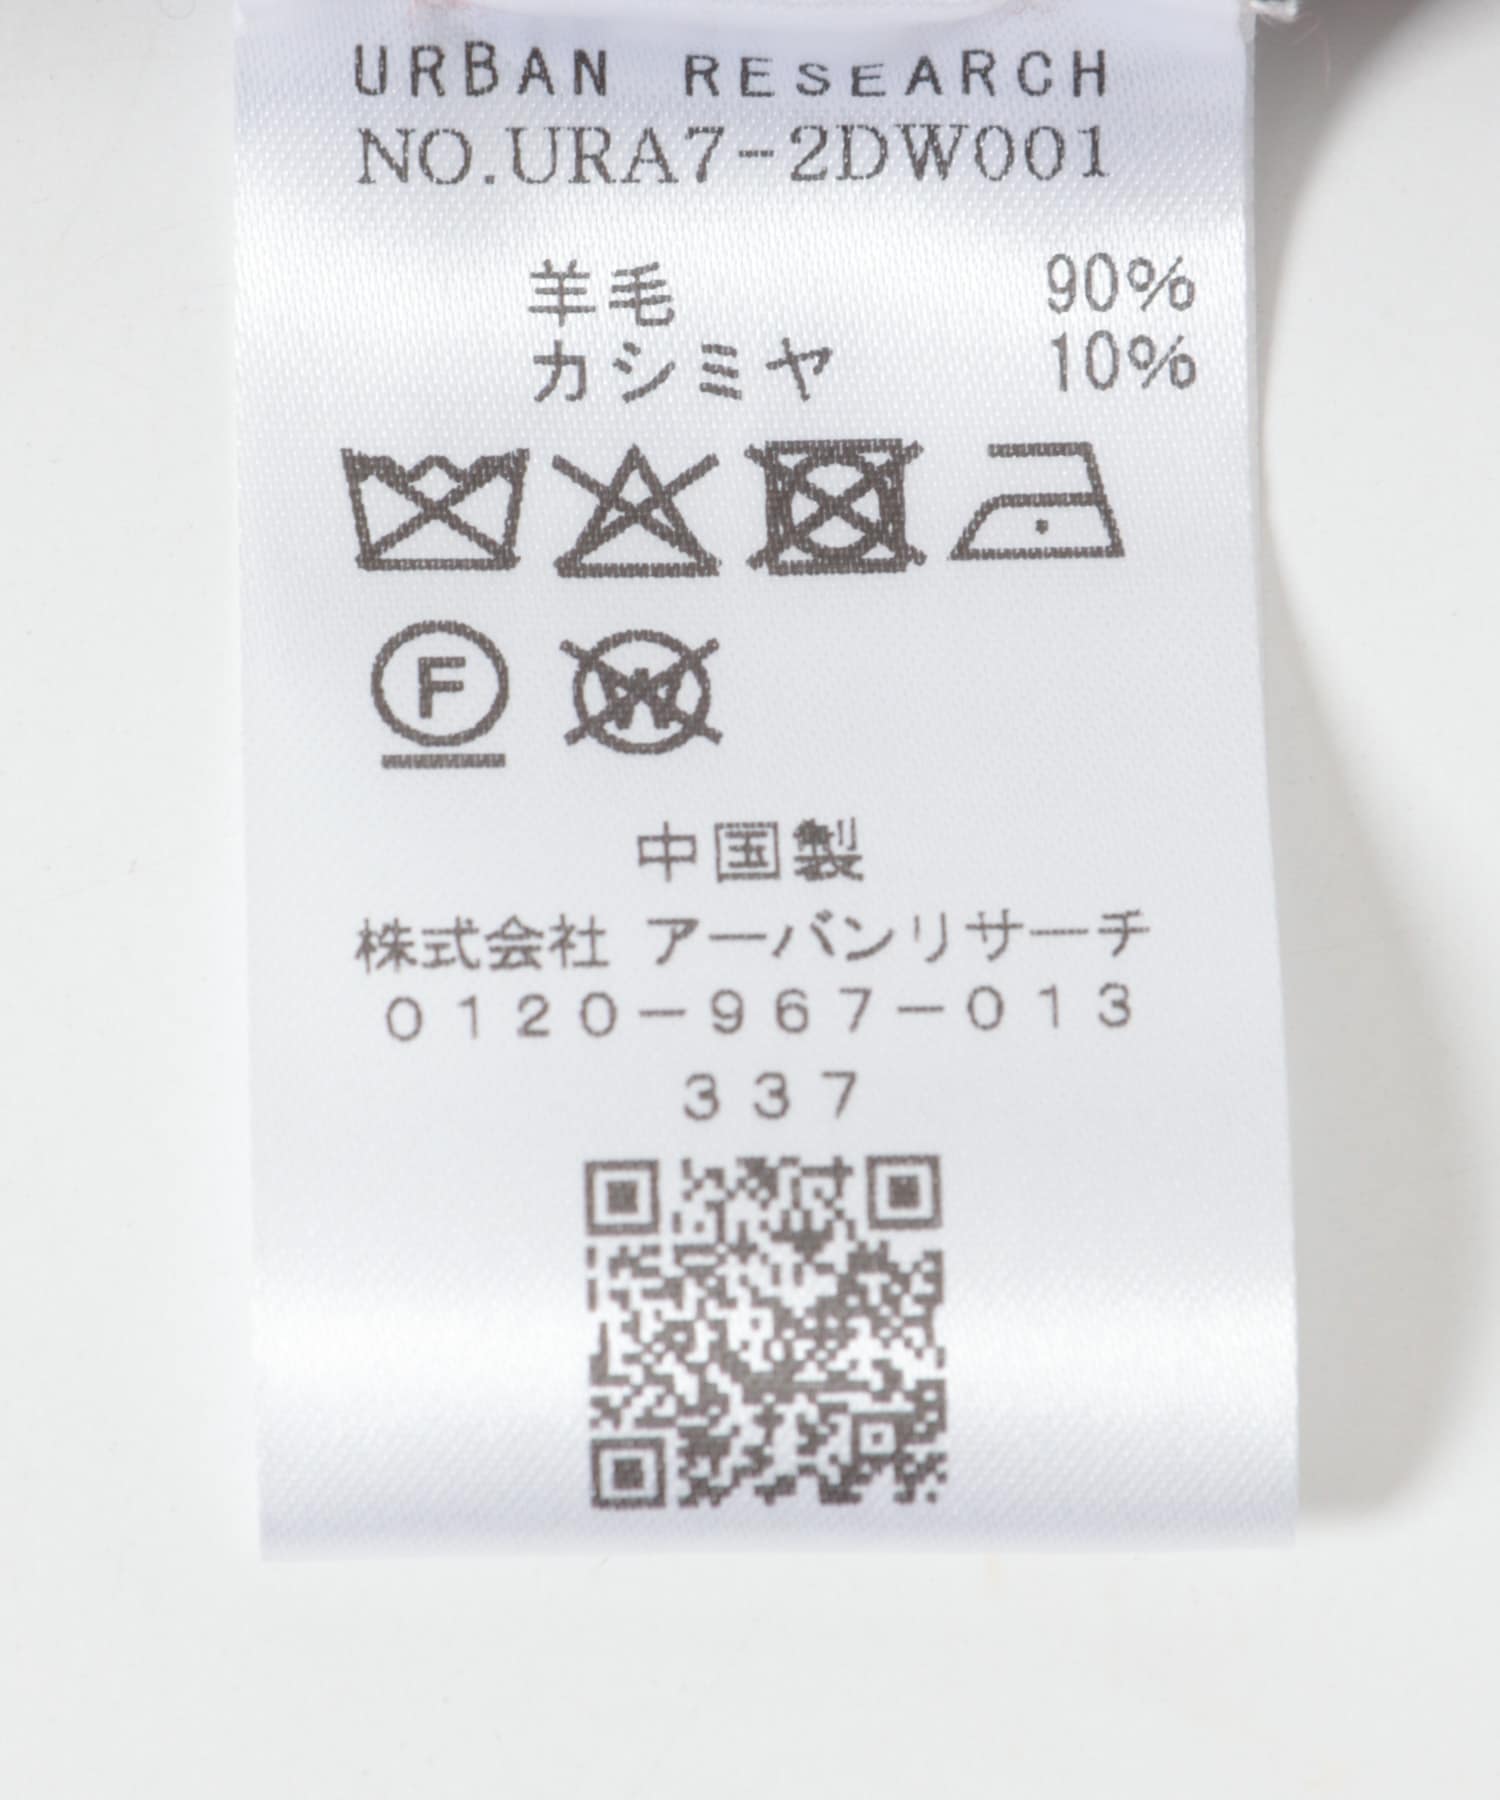 URBAN RESEARCH
NO.URA7-2DW001
羊毛 90%
カシミヤ 10%
F W
中国製
株式会社 アーバンリサーチ
0120-967-013
337